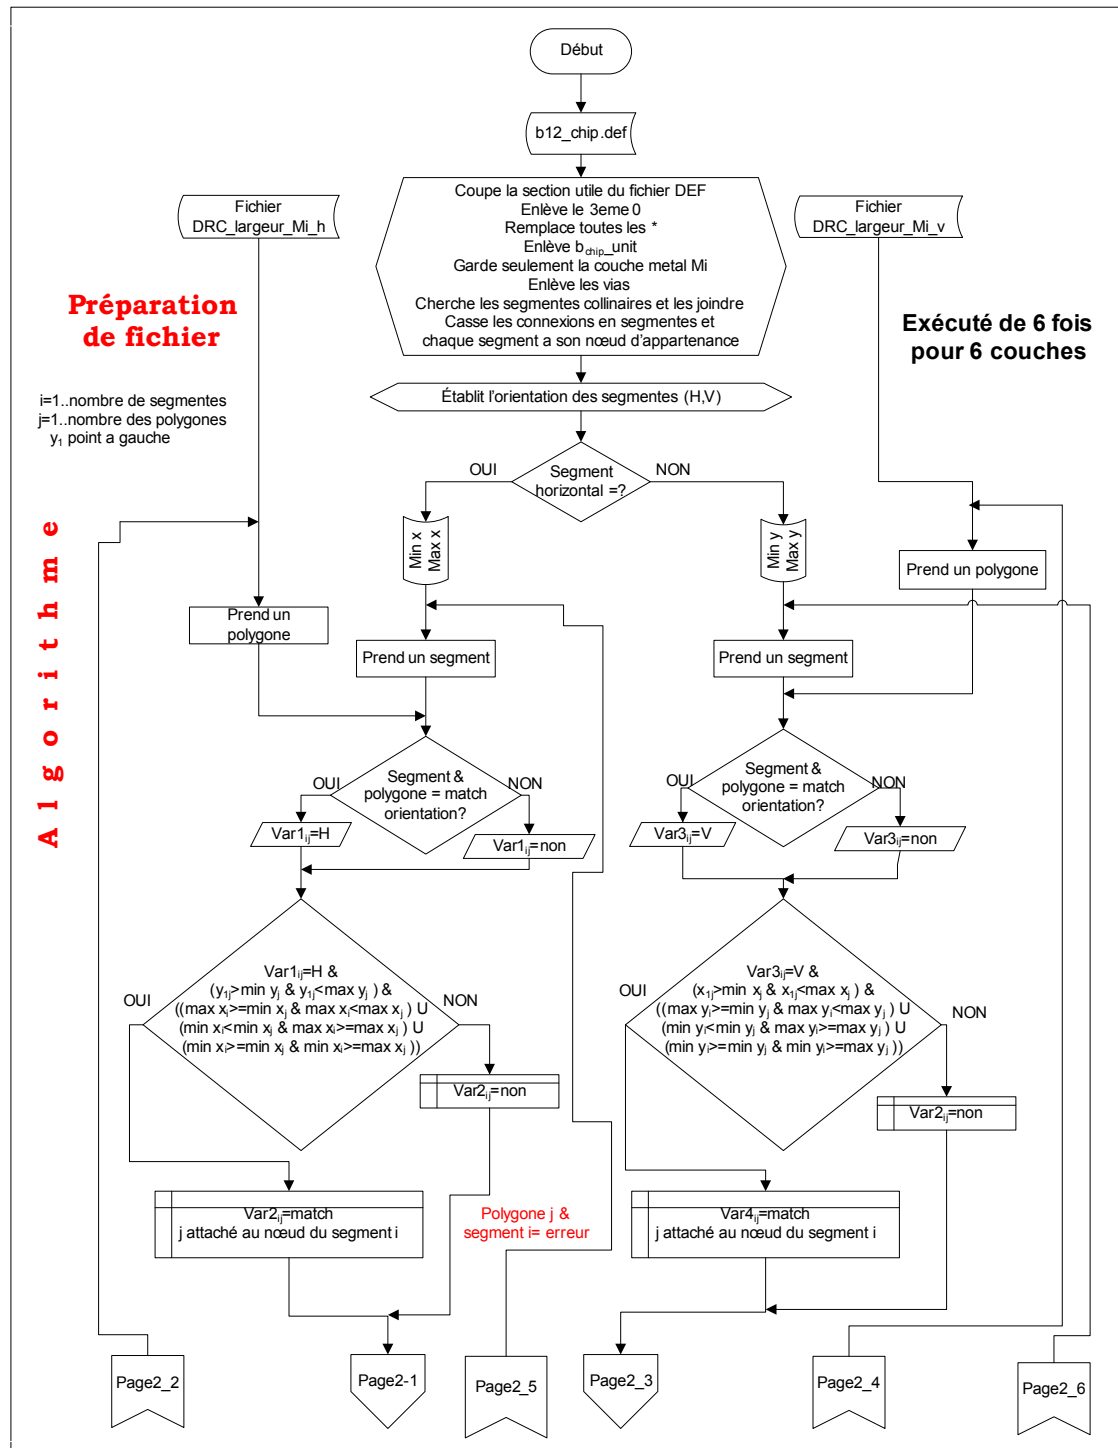 Début
b12_chip.def
Fichier
DRC_largeur_Mi_h
Coupe la section utile du fichier DEF
Enlève le 3eme 0
Remplace toutes les *
Enlève bchip_unit
Garde seulement la couche metal Mi
Enlève les vias
Cherche les segmentes collinaires et les joindre
Casse les connexions en segmentes et
chaque segment a son nœud d'appartenance
Fichier
DRC_largeur_Mi_v
Préparation
de fichier
Exécuté de 6 fois
pour 6 couches
i=1..nombre de segmentes
j=1..nombre des polygones
y1 point a gauche
Établit l'orientation des segmentes (H,V)
OUI
Segment
horizontal =?
NON
Algorithme
Min x
Max x
Min y
Max y
Prend un polygone
Prend un
polygone
Prend un segment
Prend un segment
OUI
Segment &
polygone = match
orientation?
NON
OUI
Segment &
polygone = match
orientation?
NON
Var1ij=H
Var1ij=non
Var3ij=V
Var3ij=non
OUI
Var1ij=H &
(y1j>min yj & y1j<max yj ) &
((max xi>=min xj & max xi<max xj ) U
(min xi<min xj & max xi>=max xj ) U
(min xi>=min xj & min xi>=max xj ))
NON
OUI
Var3ij=V &
(x1j>min xj & x1j<max xj ) &
((max yi>=min yj & max yi<max yj ) U
(min yi<min yj & max yi>=max yj ) U
(min yi>=min yj & min yi>=max yj ))
NON
Var2ij=non
Var2ij=non
Var2ij=match
j attaché au nœud du segment i
Polygone j &
segment i= erreur
Var4ij=match
j attaché au nœud du segment i
Page2_2
Page2-1
Page2_5
Page2_3
Page2_4
Page2_6